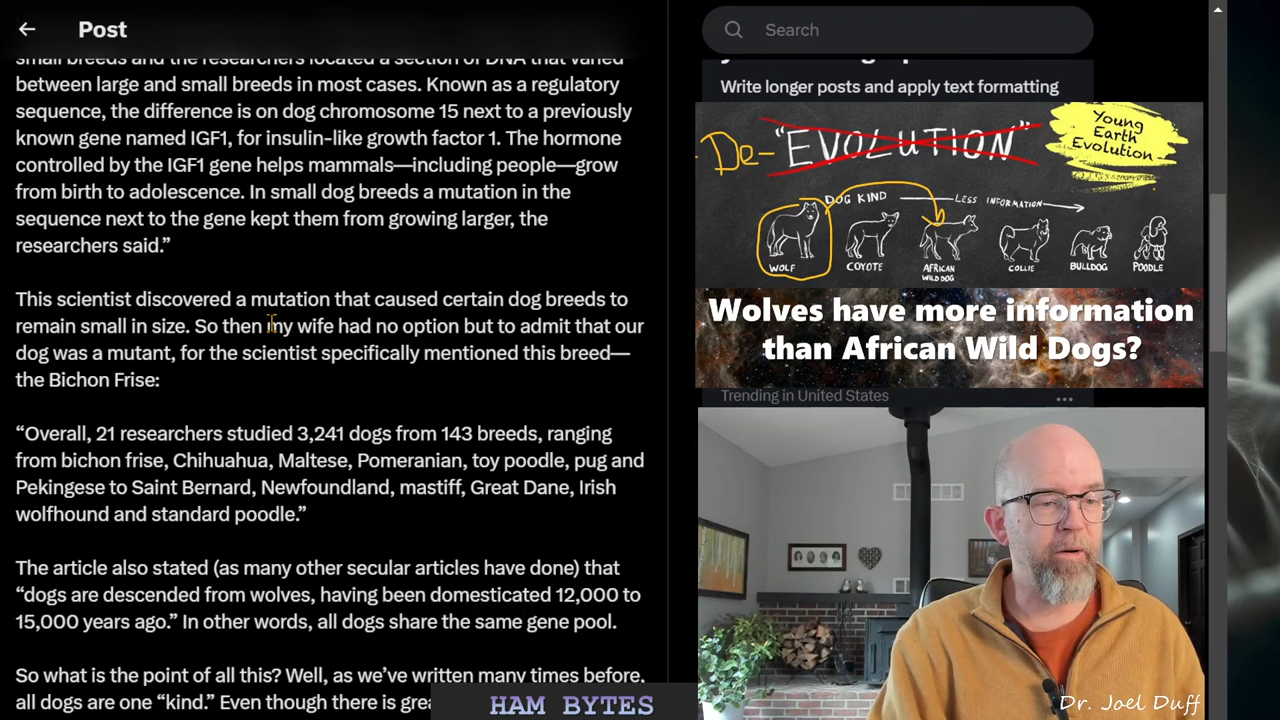 Post
small breeds and the researchers located a section of DNA that varied
between large and small breeds in most cases. Known as a regulatory
sequence, the difference is on dog chromosome 15 next to a previously
known gene named IGF1, for insulin-like growth factor 1. The hormone
controlled by the IGF1 gene helps mammals—including people—grow
from birth to adolescence. In small dog breeds a mutation in the
sequence next to the gene kept them from growing larger, the
researchers said.”
This scientist discovered a mutation that caused certain dog breeds to
remain small in size. So then my wife had no option but to admit that our
dog was a mutant, for the scientist specifically mentioned this breed—
the Bichon Frise:
“Overall, 21 researchers studied 3,241 dogs from 143 breeds, ranging
from bichon frise, Chihuahua, Maltese, Pomeranian, toy poodle, pug and
Pekingese to Saint Bernard, Newfoundland, mastiff, Great Dane, Irish
wolfhound and standard poodle.”
The article also stated (as many other secular articles have done) that
“dogs are descended from wolves, having been domesticated 12,000 to
15,000 years ago.” In other words, all dogs share the same gene pool.
So what is the point of all this? Well, as we’ve written many times before,
all dogs are one “kind.” Even though there is
HAM BYTES
Search
Write longer posts and apply text formatting
De-"EVOLUTION"
Young
Earth
Evolution
DOG KIND
LESS INFORMATION
WOLF
COYOTE
AFRICAN
WILD DOG
COLLIE
BULLDOG
POODLE
Wolves have more information
than African Wild Dogs?
Trending in United States
Dr. Joel Duff